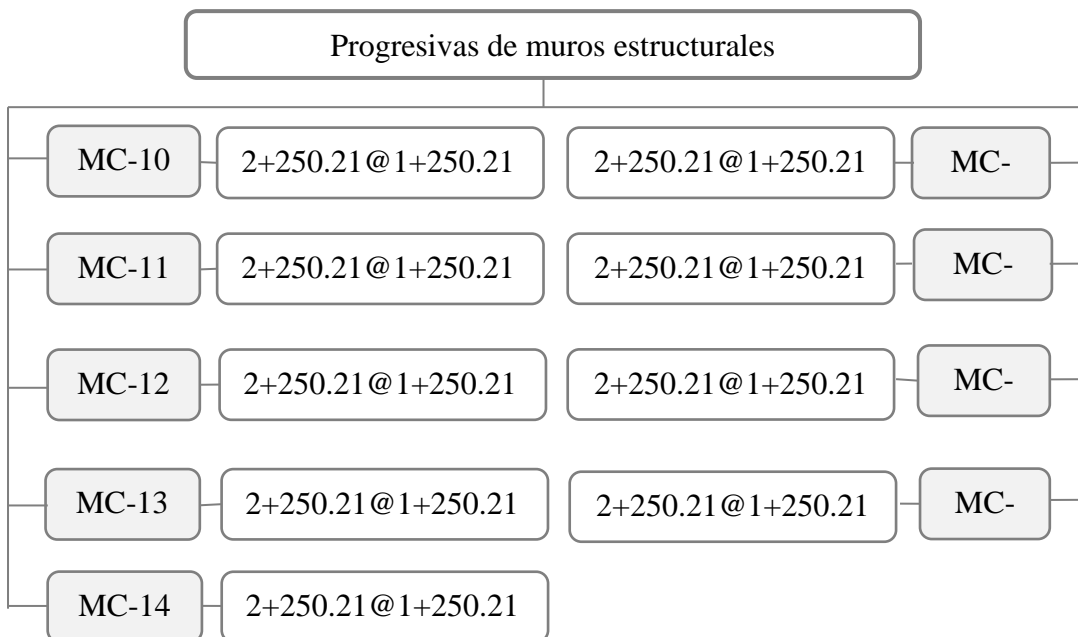 Progresivas de muros estructurales
MC-10 2+250.21@1+250.21 2+250.21@1+250.21 MC-
MC-11 2+250.21@1+250.21 2+250.21@1+250.21 MC-
MC-12 2+250.21@1+250.21 2+250.21@1+250.21 MC-
MC-13 2+250.21@1+250.21 2+250.21@1+250.21 MC-
MC-14 2+250.21@1+250.21